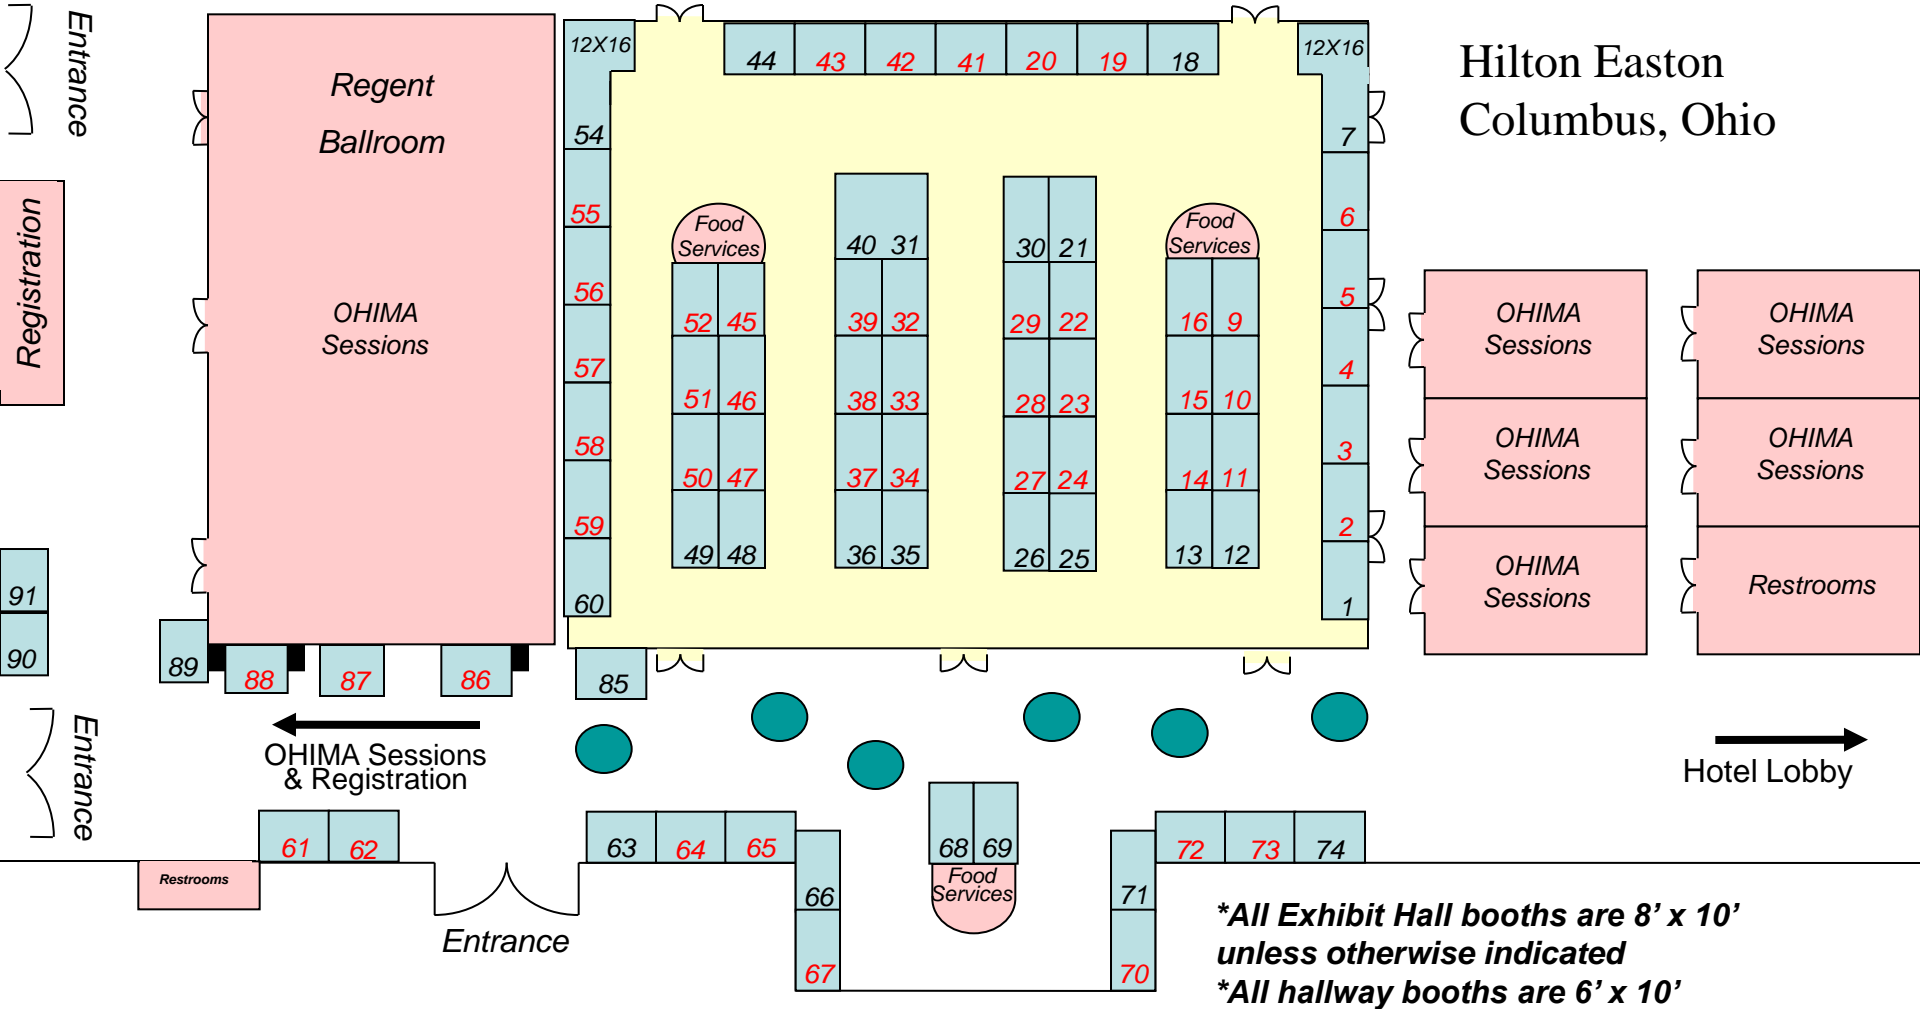 Entrance
Regent
Ballroom
12X16
44 43 42 41 20 19 18
12X16
Hilton Easton
Columbus, Ohio
54
7
Registration
55
6
Food
Services
40 31
30 21
Food
Services
56
5
OHIMA
Sessions
52 45
39 32
29 22
16 9
OHIMA
Sessions
OHIMA
Sessions
57
4
51 46
38 33
28 23
15 10
58
3
OHIMA
Sessions
OHIMA
Sessions
50 47
37 34
27 24
14 11
59
2
49 48
36 35
26 25
13 12
OHIMA
Sessions
Restrooms
91
60
1
90
89
88
87
86
85
Entrance
OHIMA Sessions
& Registration
Hotel Lobby
61 62
63 64 65
68 69
72 73 74
Restrooms
Food
Services
66
71
Entrance
67
70
*All Exhibit Hall booths are 8’ x 10’
unless otherwise indicated
*All hallway booths are 6’ x 10’